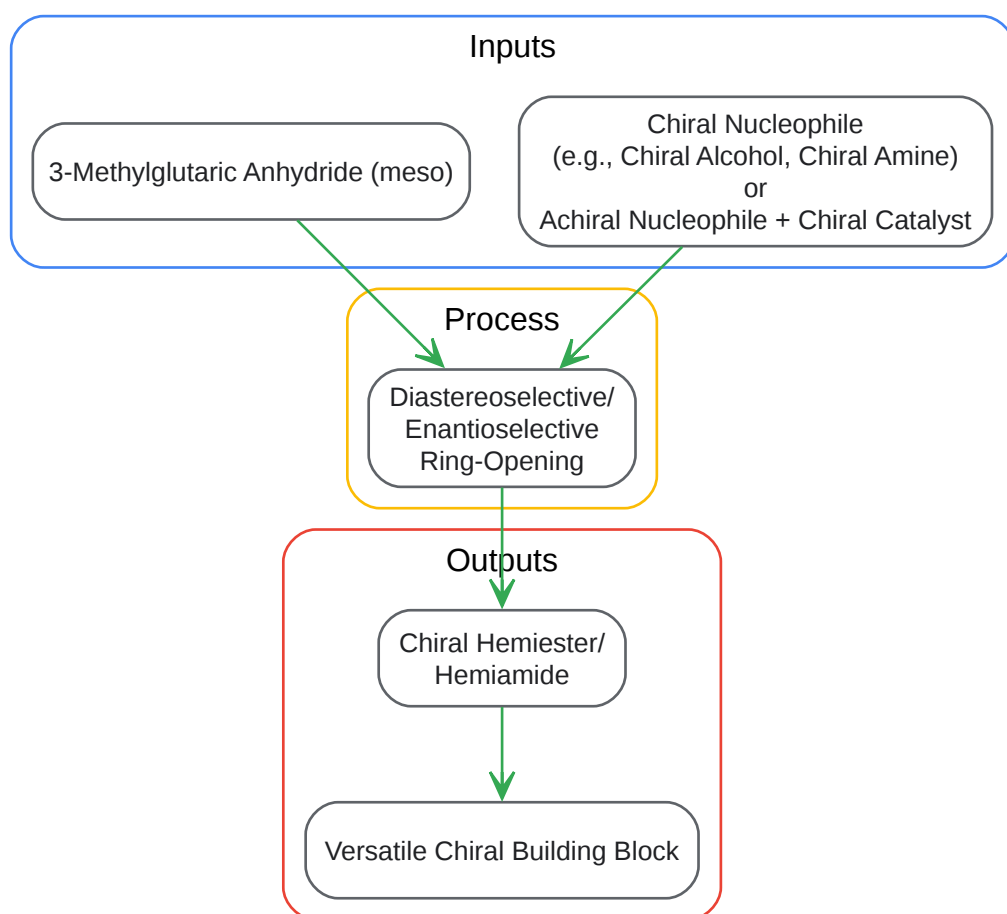 Inputs
3-Methylglutaric Anhydride (meso)
Chiral Nucleophile
(e.g., Chiral Alcohol, Chiral Amine)
or
Achiral Nucleophile + Chiral Catalyst
Process
Diastereoselective/
Enantioselective
Ring-Opening
Outputs
Chiral Hemiester/
Hemiamide
Versatile Chiral Building Block